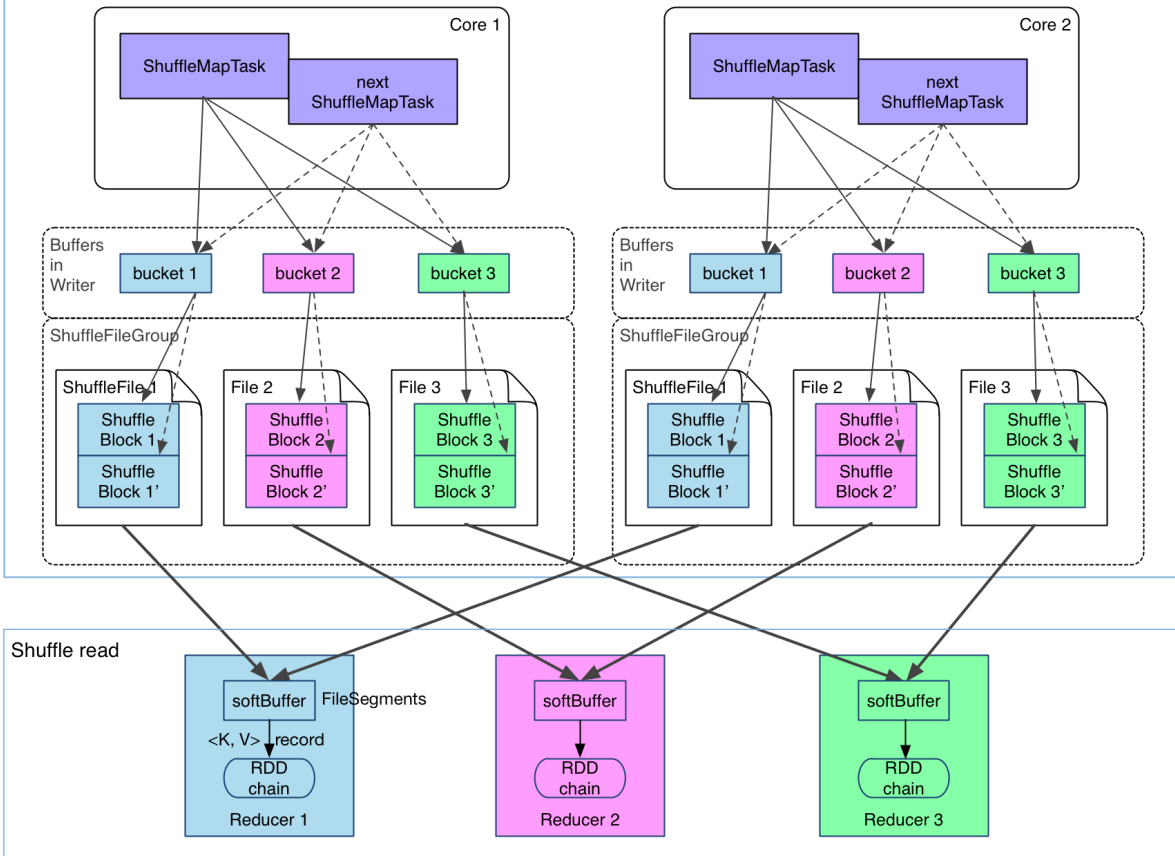 Core 1
ShuffleMapTask
next
ShuffleMapTask
Core 2
ShuffleMapTask
next
ShuffleMapTask
Buffers
in
Writer
bucket 1
bucket 2
bucket 3
Buffers
in
Writer
bucket 1
bucket 2
bucket 3
ShuffleFileGroup
ShuffleFile 1
Shuffle
Block 1
Shuffle
Block 1’
File 2
Shuffle
Block 2
Shuffle
Block 2’
File 3
Shuffle
Block 3
Shuffle
Block 3’
ShuffleFileGroup
ShuffleFile 1
Shuffle
Block 1
Shuffle
Block 1’
File 2
Shuffle
Block 2
Shuffle
Block 2’
File 3
Shuffle
Block 3
Shuffle
Block 3’
Shuffle read
softBuffer
FileSegments
<K, V> record
RDD
chain
Reducer 1
softBuffer
RDD
chain
Reducer 2
softBuffer
RDD
chain
Reducer 3